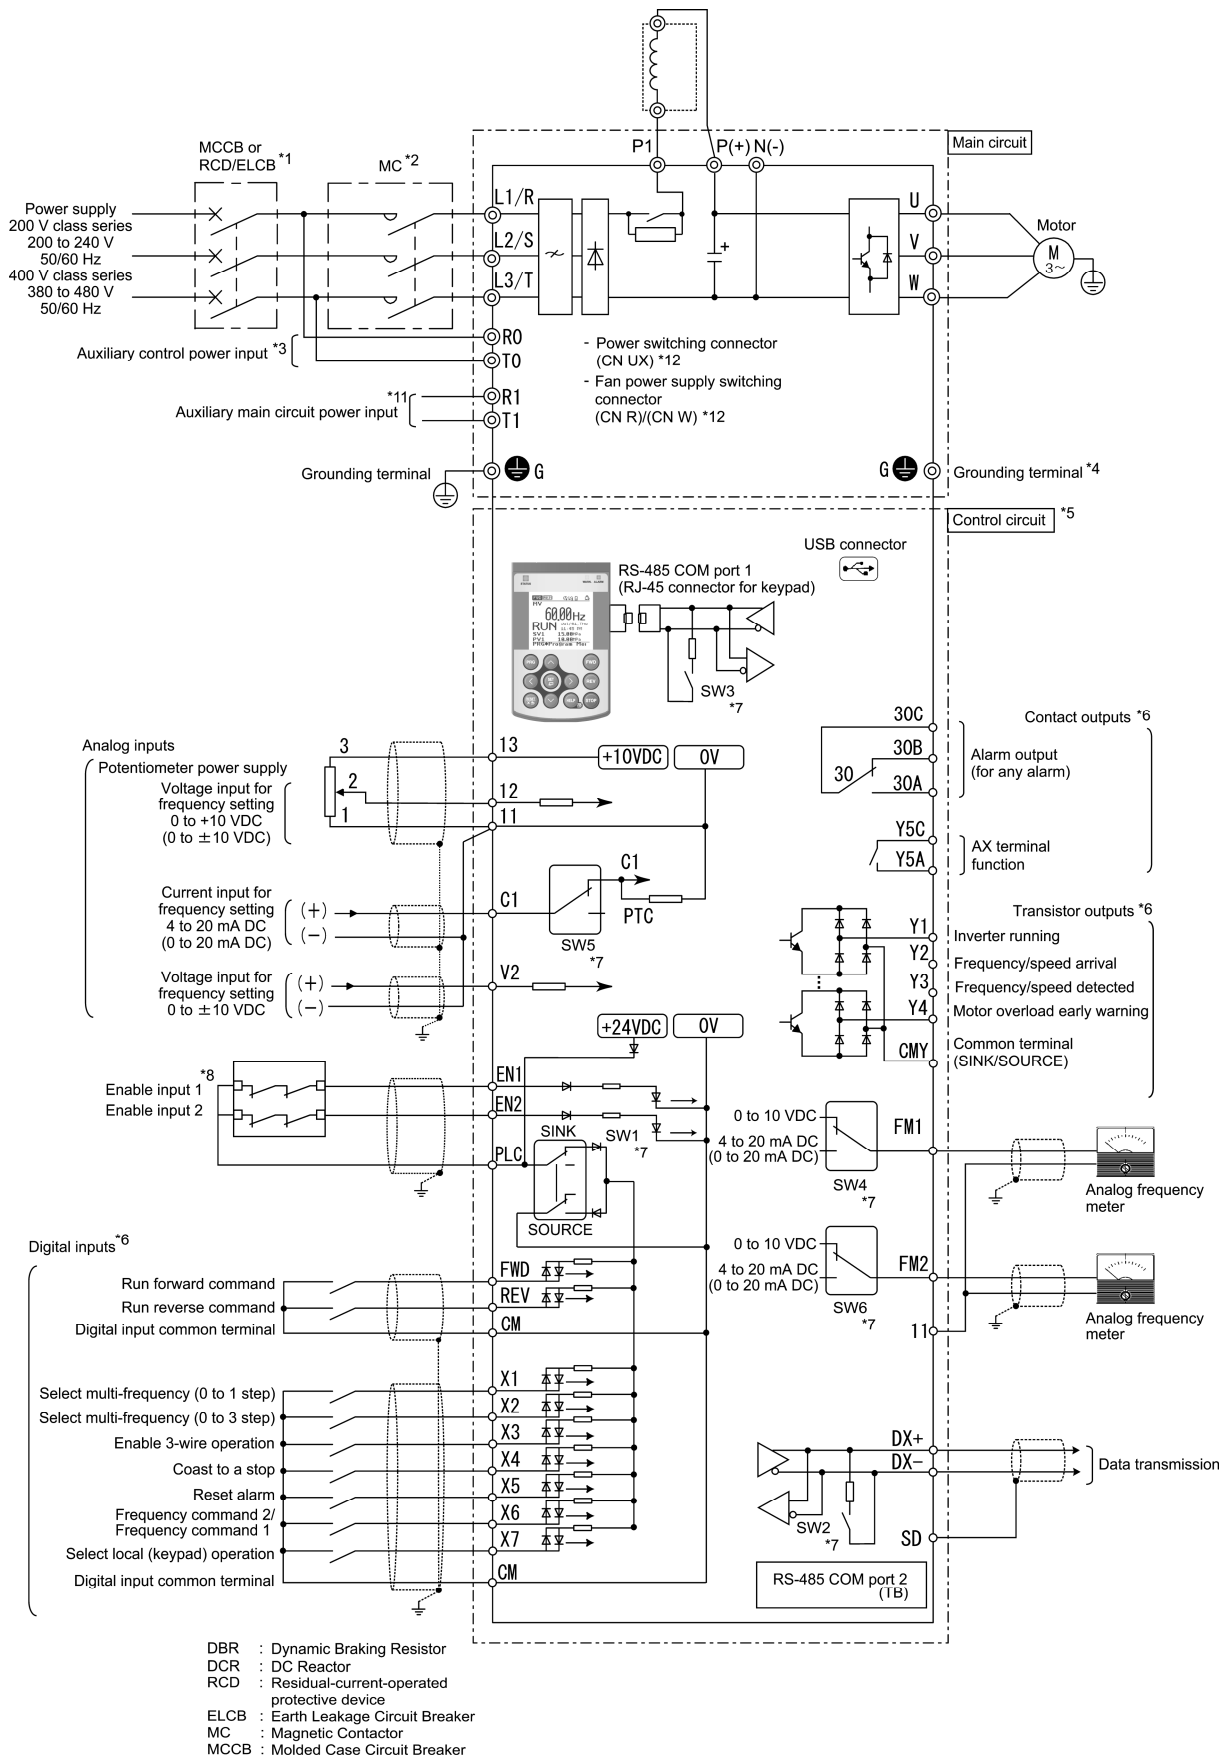 P1
P(+) N(-)
Main circuit
MCCB or
RCD/ELCB *1
MC *2
Power supply
200 V class series
200 to 240 V
50/60 Hz
400 V class series
380 to 480 V
50/60 Hz
L1/R
L2/S
L3/T
+
U
V
W
Motor
M
3~
Auxiliary control power input *3
R0
T0
*11
Auxiliary main circuit power input
R1
T1
- Power switching connector
(CN UX) *12
- Fan power supply switching
connector
(CN R)/(CN W) *12
Grounding terminal
G
G
Grounding terminal *4
Control circuit *5
USB connector
RS-485 COM port 1
(RJ-45 connector for keypad)
60.00Hz
RUN
SV1
PV1
PRG
FWD
REV
STOP
SW3
*7
Analog inputs
Potentiometer power supply
Voltage input for
frequency setting
0 to +10 VDC
(0 to ±10 VDC)
3
2
1
13
12
11
+10VDC
0V
Current input for
frequency setting
4 to 20 mA DC
(0 to 20 mA DC)
(+)
(-)
C1
C1
PTC
SW5
*7
Voltage input for
frequency setting
0 to ±10 VDC
(+)
(-)
V2
+24VDC
0V
30C
30B
30
30A
Contact outputs *6
Alarm output
(for any alarm)
Y5C
Y5A
AX terminal
function
Transistor outputs *6
Y1
Inverter running
Y2
Frequency/speed arrival
Y3
Frequency/speed detected
Y4
Motor overload early warning
CMY
Common terminal
(SINK/SOURCE)
*8
Enable input 1
Enable input 2
EN1
EN2
PLC
SINK
SW1
*7
SOURCE
0 to 10 VDC
4 to 20 mA DC
(0 to 20 mA DC)
SW4
*7
FM1
Analog frequency
meter
0 to 10 VDC
4 to 20 mA DC
(0 to 20 mA DC)
SW6
*7
FM2
11
Analog frequency
meter
Digital inputs *6
Run forward command
Run reverse command
Digital input common terminal
FWD
REV
CM
Select multi-frequency (0 to 1 step)
Select multi-frequency (0 to 3 step)
Enable 3-wire operation
Coast to a stop
Reset alarm
Frequency command 2/
Frequency command 1
Select local (keypad) operation
Digital input common terminal
X1
X2
X3
X4
X5
X6
X7
CM
DX+
DX-
Data transmission
SW2
*7
SD
RS-485 COM port 2
(TB)
DBR : Dynamic Braking Resistor
DCR : DC Reactor
RCD : Residual-current-operated
protective device
ELCB : Earth Leakage Circuit Breaker
MC : Magnetic Contactor
MCCB : Molded Case Circuit Breaker